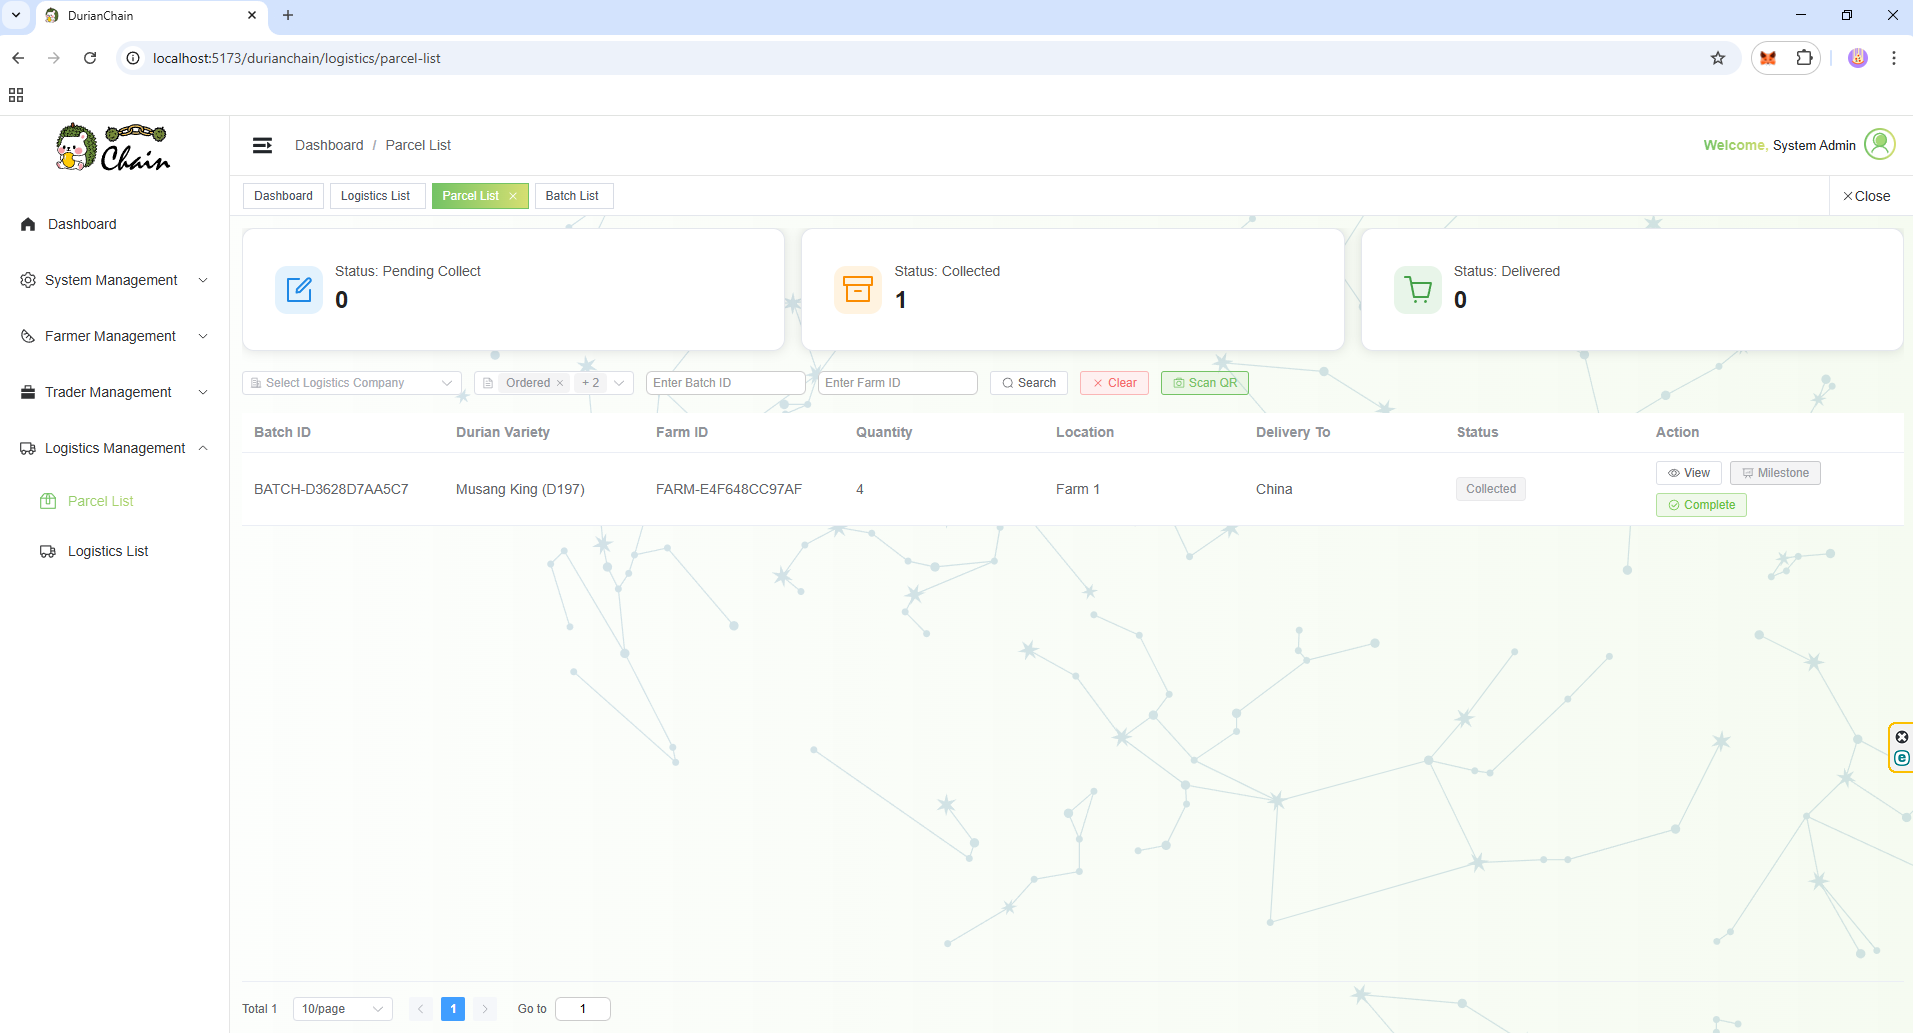 DurianChain
localhost:5173/durianchain/logistics/parcel-list
Chain
Dashboard / Parcel List
Welcome, System Admin
Dashboard
Logistics List
Parcel List
Batch List
Close
Dashboard
System Management
Farmer Management
Trader Management
Logistics Management
Parcel List
Logistics List
Status: Pending Collect
0
Status: Collected
1
Status: Delivered
0
Select Logistics Company
Ordered
+ 2
Enter Batch ID
Enter Farm ID
Search
Clear
Scan QR
Batch ID Durian Variety Farm ID Quantity Location Delivery To Status Action
BATCH-D3628D7AA5C7 Musang King (D197) FARM-E4F648CC97AF 4 Farm 1 China Collected View Milestone
Complete
Total 1 10/page 1 Go to 1